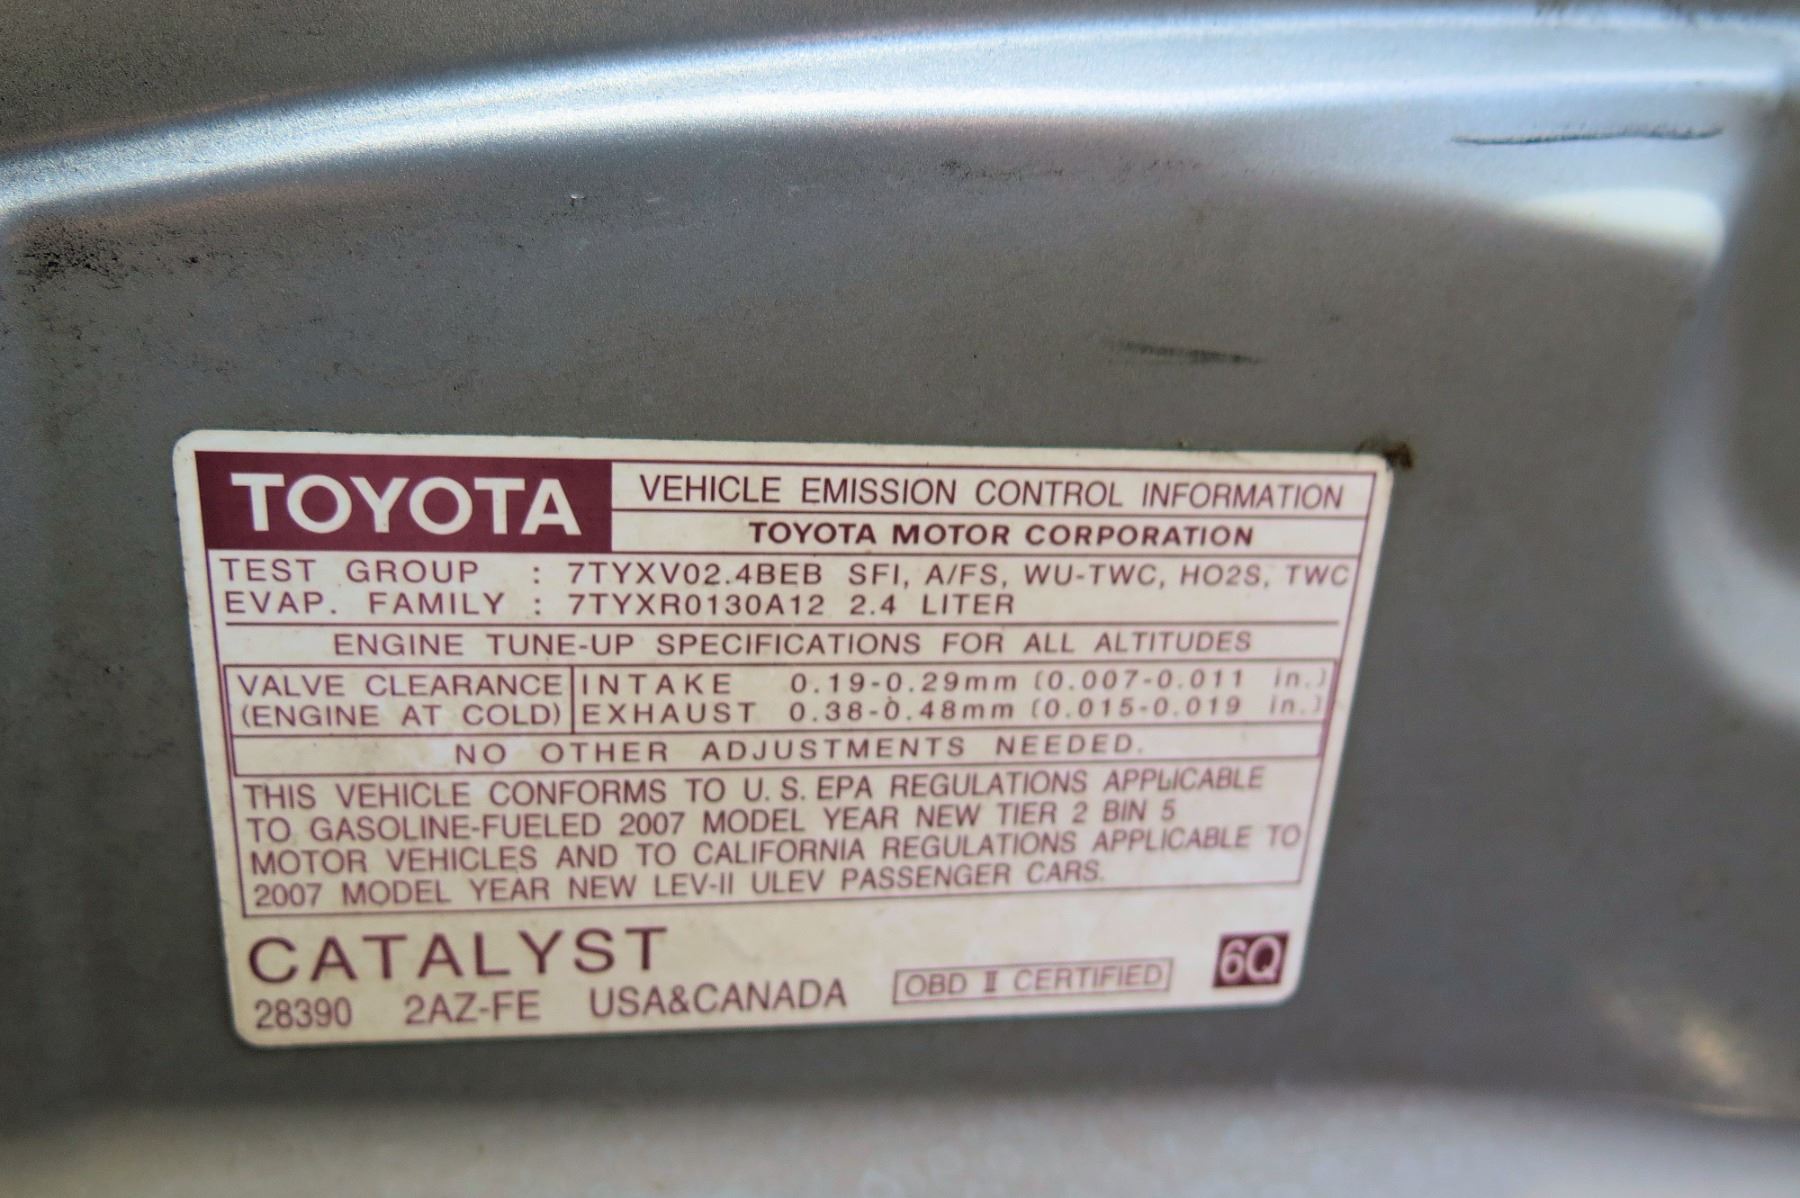 TOYOTA
VEHICLE EMISSION CONTROL INFORMATION
TOYOTA MOTOR CORPORATION
TEST GROUP : 7TYXV02.4BEB SFI, A/FS, WU-TWC, HO2S, TWC
EVAP. FAMILY : 7TYXR0130A12 2.4 LITER
ENGINE TUNE-UP SPECIFICATIONS FOR ALL ALTITUDES
VALVE CLEARANCE INTAKE 0.19-0.29mm (0.007-0.011 in.)
(ENGINE AT COLD) EXHAUST 0.38-0.48mm (0.015-0.019 in.)
NO OTHER ADJUSTMENTS NEEDED.
THIS VEHICLE CONFORMS TO U.S. EPA REGULATIONS APPLICABLE
TO GASOLINE-FUELED 2007 MODEL YEAR NEW TIER 2 BIN 5
MOTOR VEHICLES AND TO CALIFORNIA REGULATIONS APPLICABLE TO
2007 MODEL YEAR NEW LEV-II ULEV PASSENGER CARS.
CATALYST
28390 2AZ-FE USA&CANADA OBD II CERTIFIED 6Q